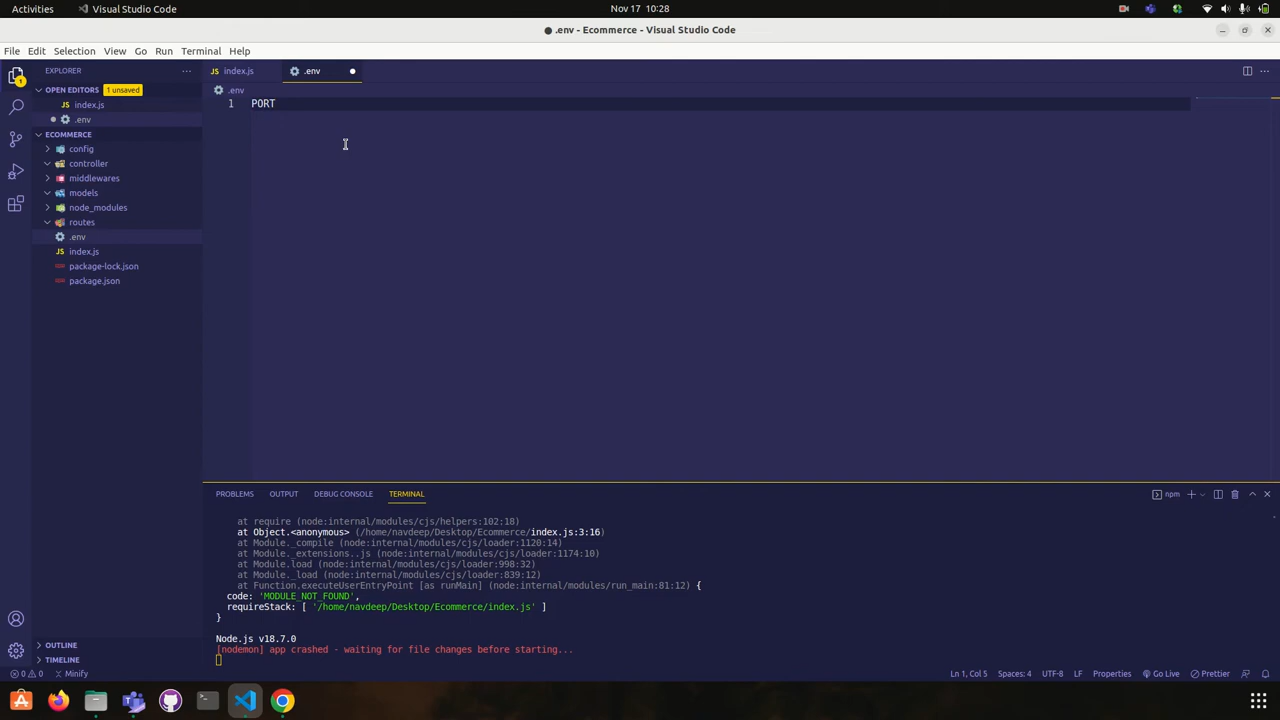 Activities
Visual Studio Code
Nov 17 10:28
● .env - Ecommerce - Visual Studio Code
File Edit Selection View Go Run Terminal Help
EXPLORER
OPEN EDITORS 1 unsaved
JS index.js
.env
ECOMMERCE
config
controller
middlewares
models
node_modules
routes
.env
JS index.js
package-lock.json
package.json
OUTLINE
TIMELINE
1
JS index.js
.env
.env
1 PORT
PROBLEMS OUTPUT DEBUG CONSOLE TERMINAL
npm
at require (node:internal/modules/cjs/helpers:102:18)
at Object.<anonymous> (/home/navdeep/Desktop/Ecommerce/index.js:3:16)
at Module._compile (node:internal/modules/cjs/loader:1120:14)
at Module._extensions..js (node:internal/modules/cjs/loader:1174:10)
at Module.load (node:internal/modules/cjs/loader:998:32)
at Module._load (node:internal/modules/cjs/loader:839:12)
at Function.executeUserEntryPoint [as runMain] (node:internal/modules/run_main:81:12) {
code: 'MODULE_NOT_FOUND',
requireStack: [ '/home/navdeep/Desktop/Ecommerce/index.js' ]
}
Node.js v18.7.0
[nodemon] app crashed - waiting for file changes before starting...
0 0 Minify
Ln 1, Col 5 Spaces: 4 UTF-8 LF Properties Go Live Prettier